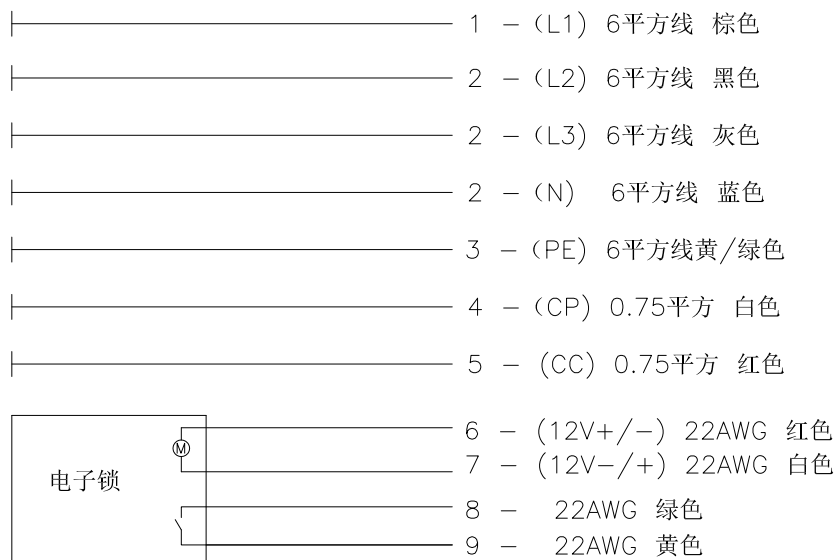 1 - (L1) 6平方线 棕色
2 - (L2) 6平方线 黑色
2 - (L3) 6平方线 灰色
2 - (N) 6平方线 蓝色
3 - (PE) 6平方线黄/绿色
4 - (CP) 0.75平方 白色
5 - (CC) 0.75平方 红色
6 - (12V+/-) 22AWG 红色
M
7 - (12V-/+) 22AWG 白色
电子锁
8 - 22AWG 绿色
9 - 22AWG 黄色